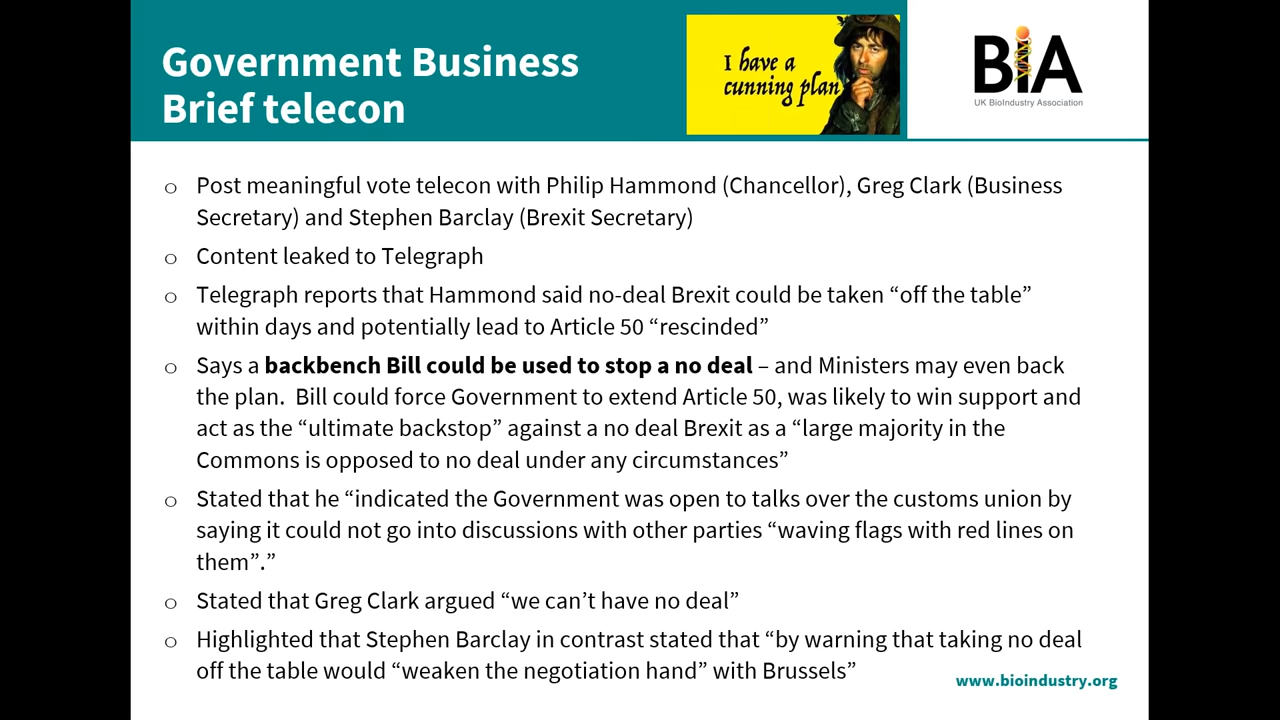 Government Business
Brief telecon
I have a
cunning plan
BIA
UK BioIndustry Association
○ Post meaningful vote telecon with Philip Hammond (Chancellor), Greg Clark (Business
Secretary) and Stephen Barclay (Brexit Secretary)
○ Content leaked to Telegraph
○ Telegraph reports that Hammond said no-deal Brexit could be taken “off the table”
within days and potentially lead to Article 50 “rescinded”
○ Says a backbench Bill could be used to stop a no deal – and Ministers may even back
the plan.  Bill could force Government to extend Article 50, was likely to win support and
act as the “ultimate backstop” against a no deal Brexit as a “large majority in the
Commons is opposed to no deal under any circumstances”
○ Stated that he “indicated the Government was open to talks over the customs union by
saying it could not go into discussions with other parties “waving flags with red lines on
them”.”
○ Stated that Greg Clark argued “we can’t have no deal”
○ Highlighted that Stephen Barclay in contrast stated that “by warning that taking no deal
off the table would “weaken the negotiation hand” with Brussels”
www.bioindustry.org